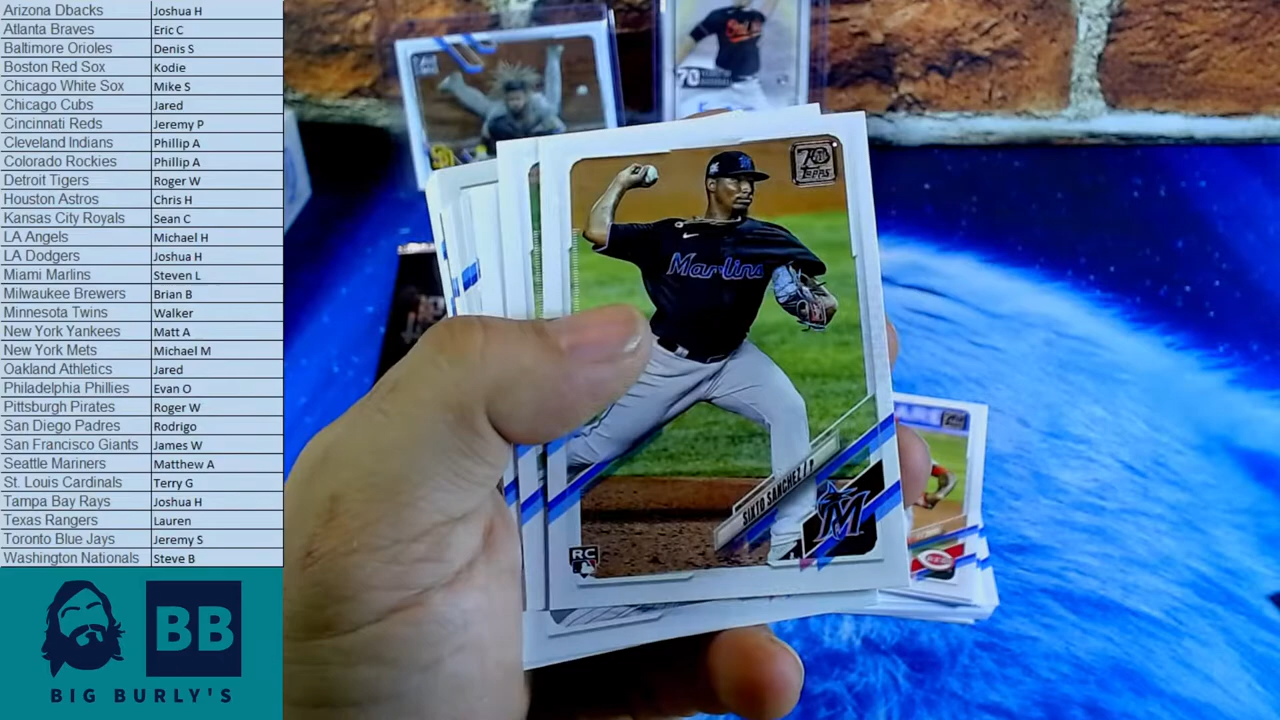 Arizona Dbacks Joshua H
Atlanta Braves Eric C
Baltimore Orioles Denis S
Boston Red Sox Kodie
Chicago White Sox Mike S
Chicago Cubs Jared
Cincinnati Reds Jeremy P
Cleveland Indians Phillip A
Colorado Rockies Phillip A
Detroit Tigers Roger W
Houston Astros Chris H
Kansas City Royals Sean C
LA Angels Michael H
LA Dodgers Joshua H
Miami Marlins Steven L
Milwaukee Brewers Brian B
Minnesota Twins Walker
New York Yankees Matt A
New York Mets Michael M
Oakland Athletics Jared
Philadelphia Phillies Evan O
Pittsburgh Pirates Roger W
San Diego Padres Rodrigo
San Francisco Giants James W
Seattle Mariners Matthew A
St. Louis Cardinals Terry G
Tampa Bay Rays Joshua H
Texas Rangers Lauren
Toronto Blue Jays Jeremy S
Washington Nationals Steve B
BB
BIG BURLY'S
70
70
TOPPS
Marlins
SIXTO SANCHEZ / P
M
RC
REDS